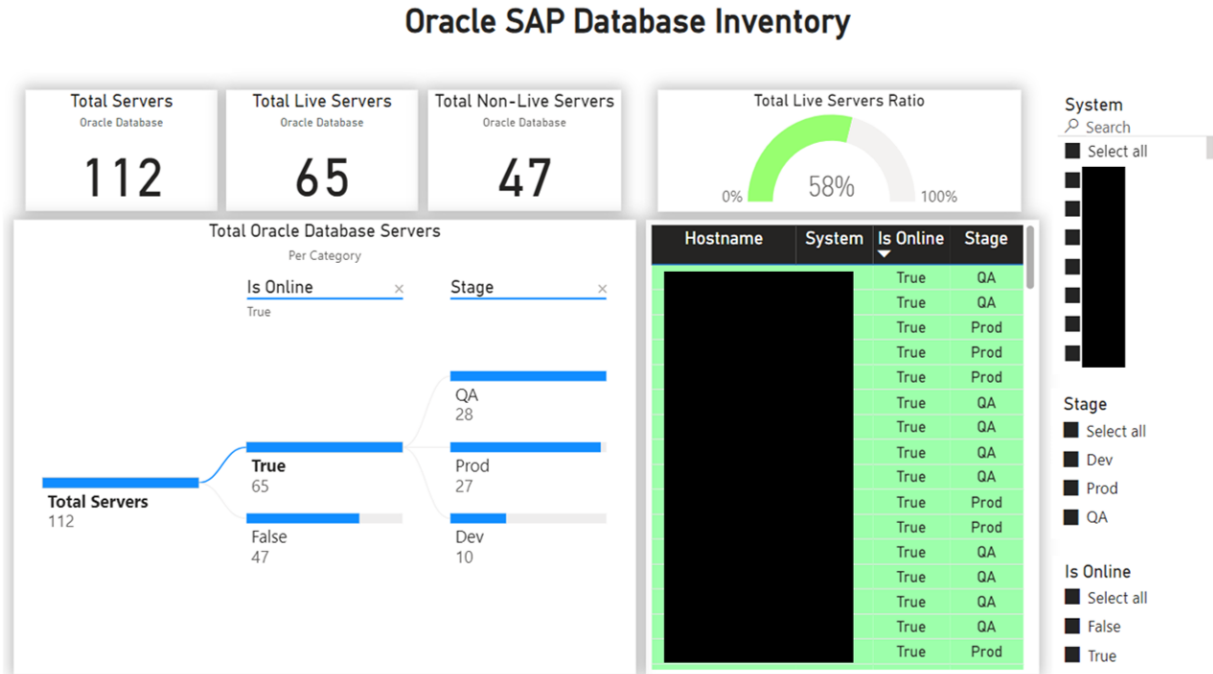 Oracle SAP Database Inventory
Total Servers
Oracle Database
112
Total Live Servers
Oracle Database
65
Total Non-Live Servers
Oracle Database
47
Total Live Servers Ratio
0%
58%
100%
System
Search
Select all
Total Oracle Database Servers
Per Category
Is Online
True
Stage
QA
28
True
65
Prod
27
Total Servers
112
False
47
Dev
10
Hostname System Is Online Stage
True QA
True QA
True Prod
True Prod
True Prod
True QA
True QA
True QA
True QA
True Prod
True Prod
True QA
True QA
True QA
True QA
True Prod
Stage
Select all
Dev
Prod
QA
Is Online
Select all
False
True